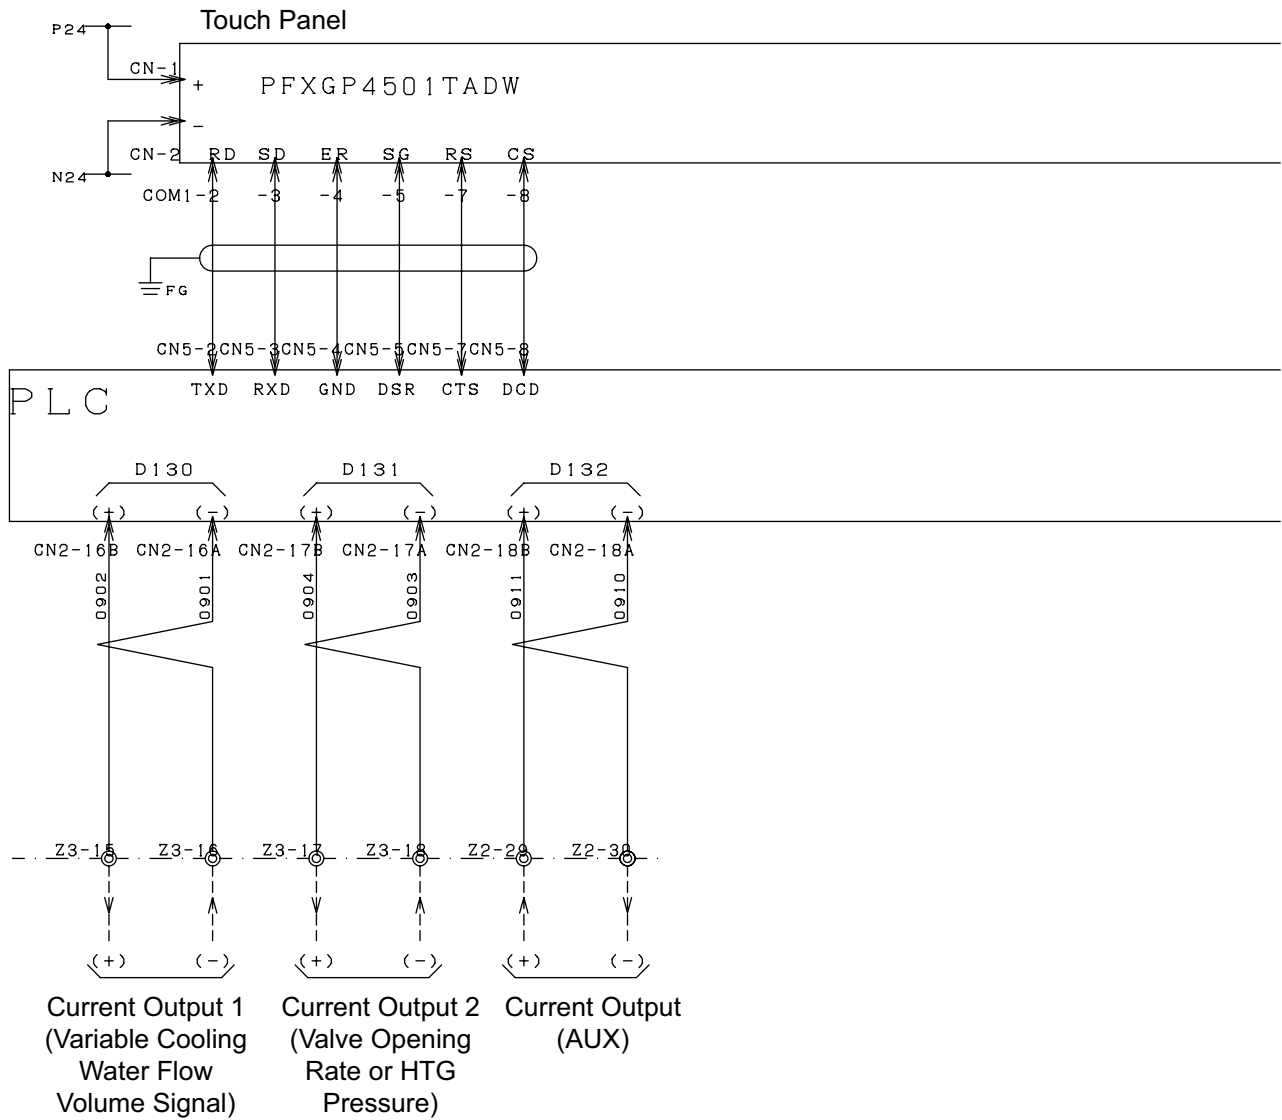 Touch Panel
P24
CN-1
+ PFXGP4501TADW
-
CN-2 RD SD ER SG RS CS
N24
COM1-2 -3 -4 -5 -7 -8
FG
CN5-2 CN5-3 CN5-4 CN5-5 CN5-7 CN5-8
TXD RXD GND DSR CTS DCD
PLC
D130 D131 D132
(+) (-) (+) (-) (+) (-)
CN2-16B CN2-16A CN2-17B CN2-17A CN2-18B CN2-18A
0902 0901 0904 0903 0911 0910
Z3-15 Z3-16 Z3-17 Z3-18 Z2-29 Z2-30
(+) (-) (+) (-) (+) (-)
Current Output 1
(Variable Cooling
Water Flow
Volume Signal)
Current Output 2
(Valve Opening
Rate or HTG
Pressure)
Current Output
(AUX)